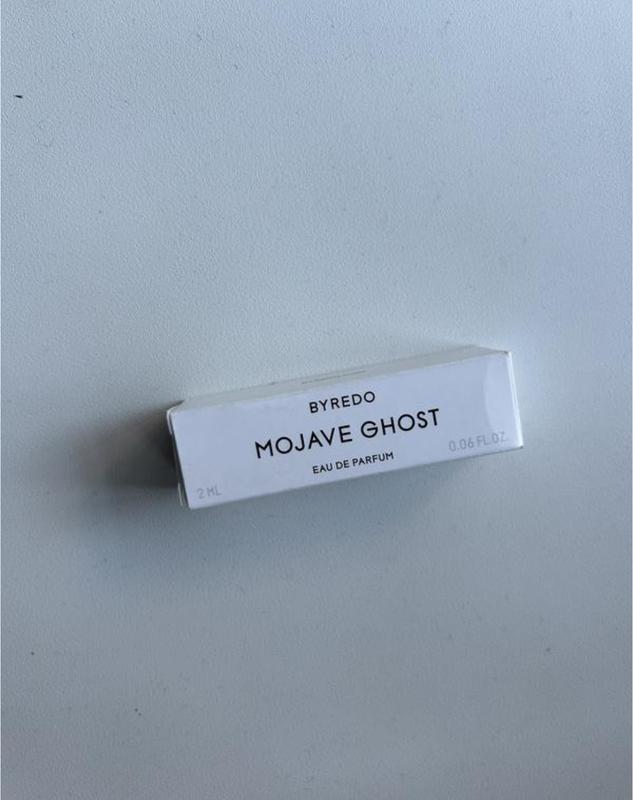 BYREDO
MOJAVE GHOST
EAU DE PARFUM
2 ML
0.06 FL.OZ.